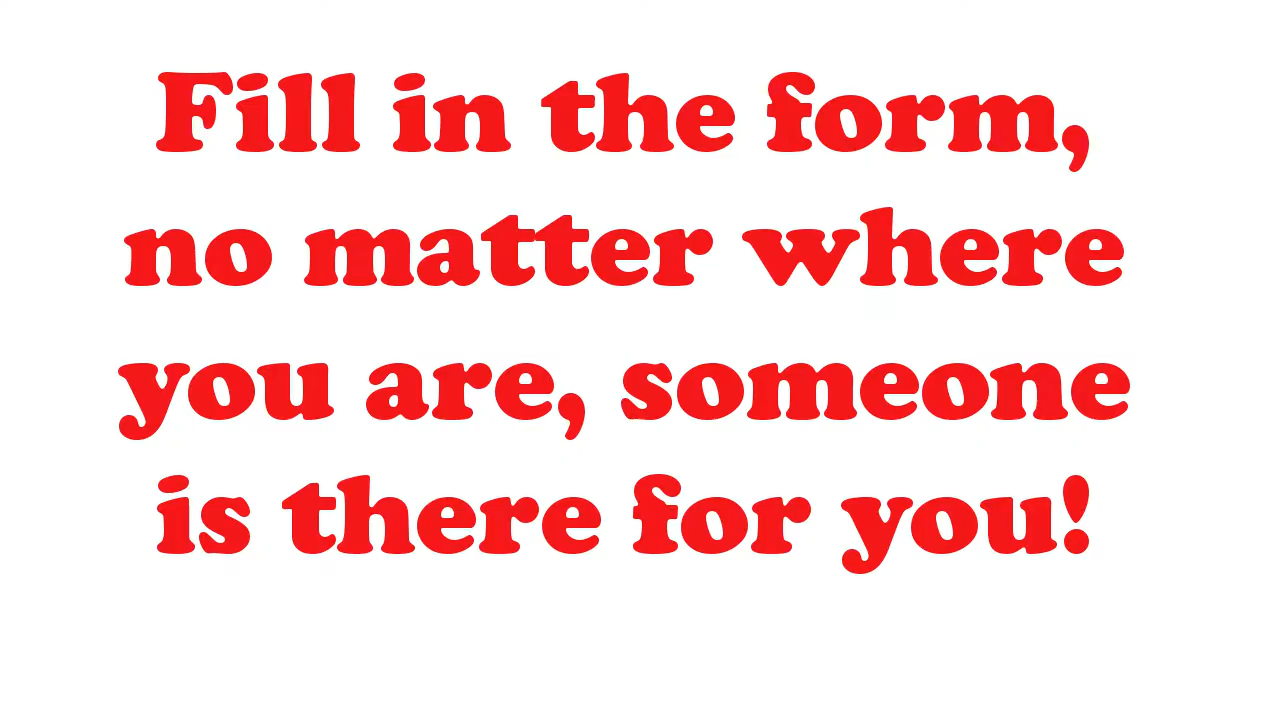 Fill in the form,
no matter where
you are, someone
is there for you!